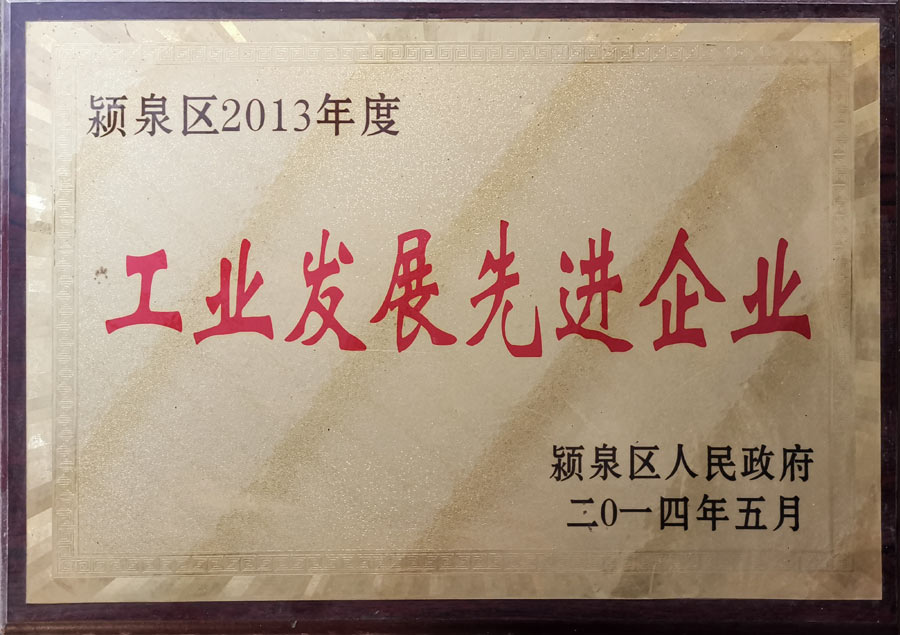 颍泉区2013年度
工业发展先进企业
颍泉区人民政府
二0一四年五月